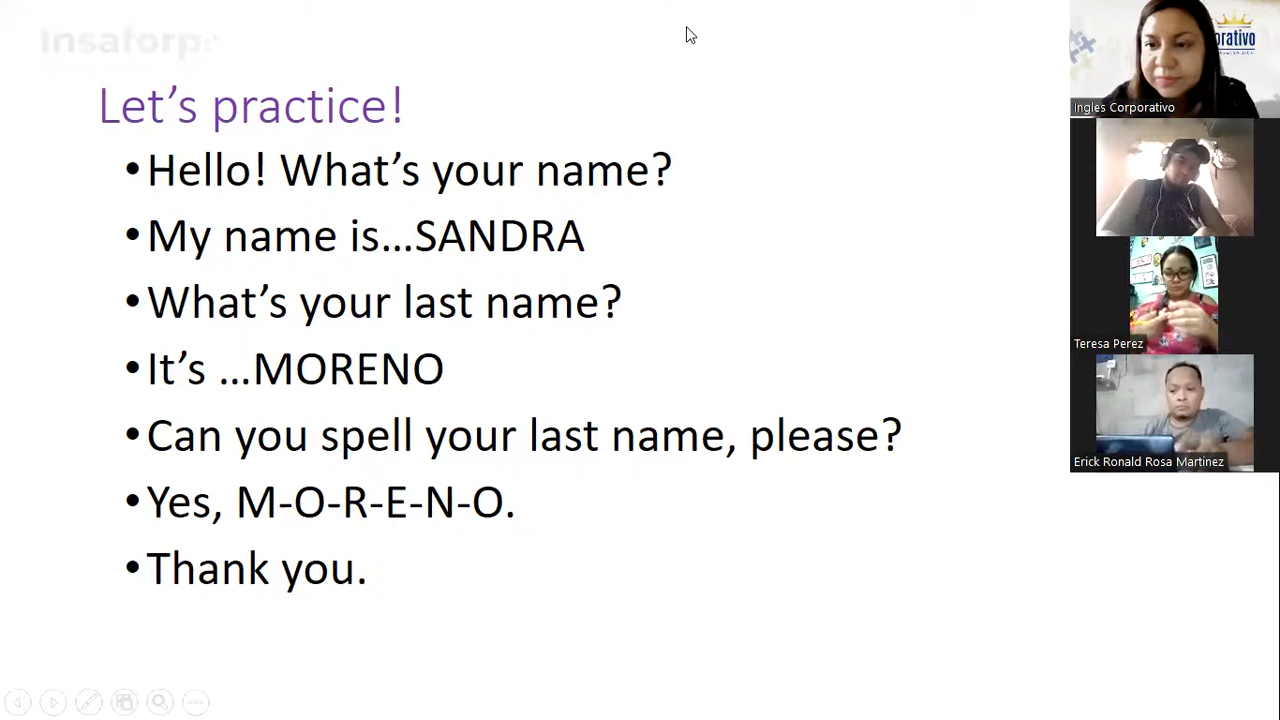 Insaforp
Let's practice!
•Hello! What's your name?
•My name is...SANDRA
•What's your last name?
•It's ...MORENO
•Can you spell your last name, please?
•Yes, M-O-R-E-N-O.
•Thank you.
Ingles Corporativo
Teresa Perez
Erick Ronald Rosa Martinez